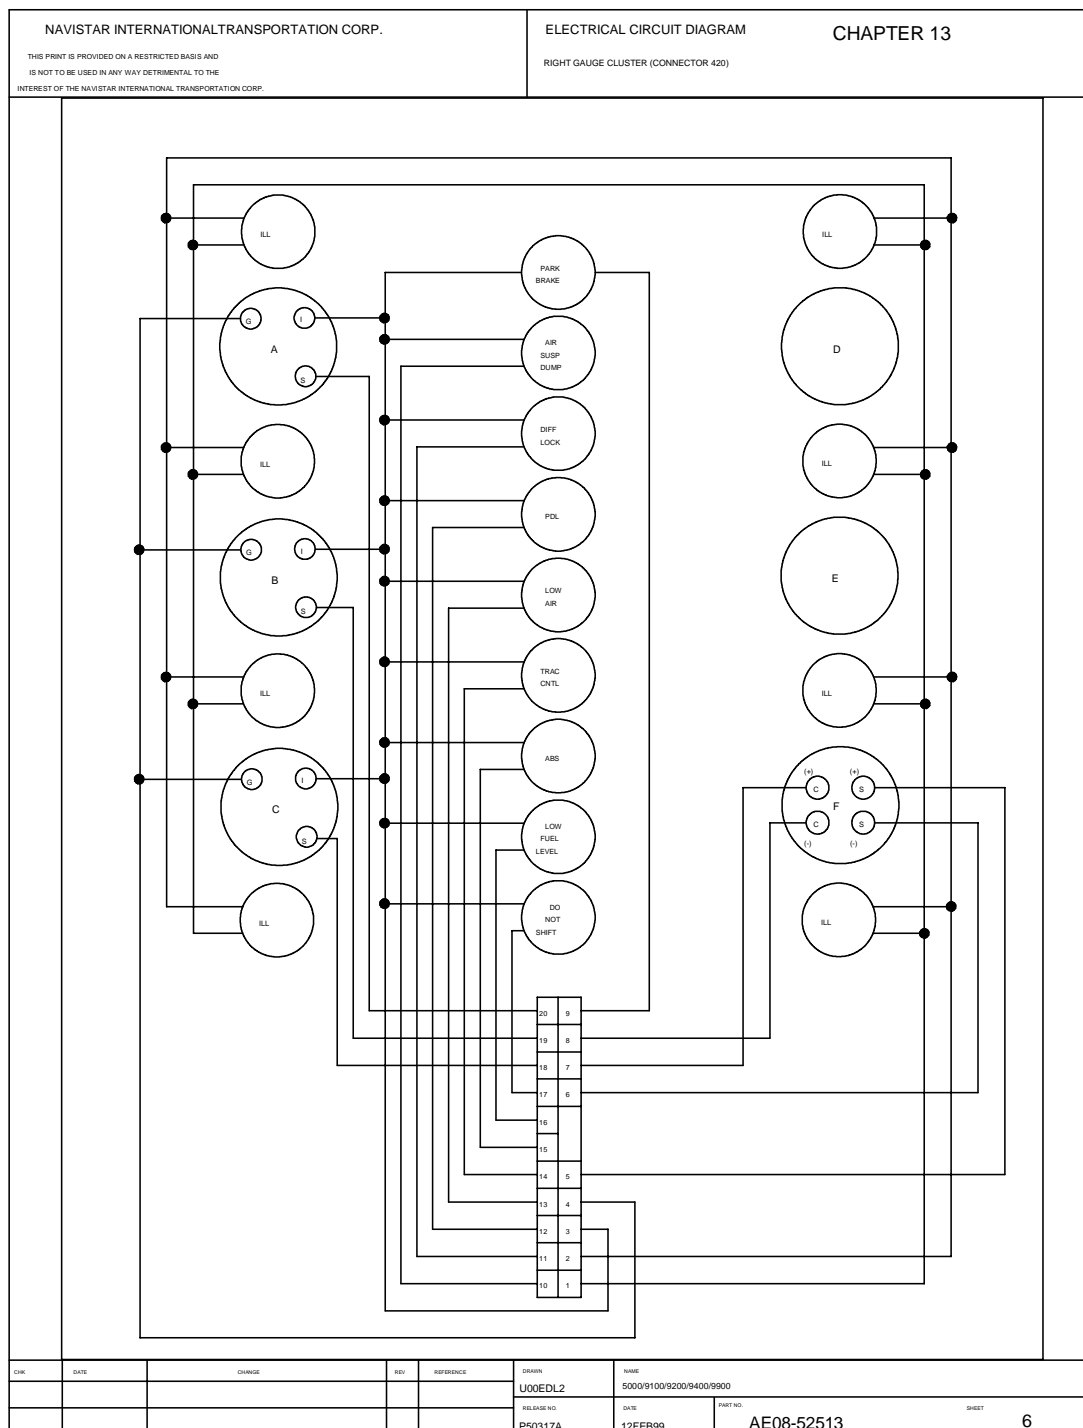 NAVISTAR INTERNATIONALTRANSPORTATION CORP.
THIS PRINT IS PROVIDED ON A RESTRICTED BASIS AND
IS NOT TO BE USED IN ANY WAY DETRIMENTAL TO THE
INTEREST OF THE NAVISTAR INTERNATIONAL TRANSPORTATION CORP.
ELECTRICAL CIRCUIT DIAGRAM
CHAPTER 13
RIGHT GAUGE CLUSTER (CONNECTOR 420)
ILL
G
I
A
S
ILL
G
I
B
S
ILL
G
I
C
S
ILL
PARK
BRAKE
AIR
SUSP
DUMP
DIFF
LOCK
PDL
LOW
AIR
TRAC
CNTL
ABS
LOW
FUEL
LEVEL
DO
NOT
SHIFT
ILL
D
ILL
E
ILL
(+) (+)
C S
F
C S
(-) (-)
ILL
20 9
19 8
18 7
17 6
16
15
14 5
13 4
12 3
11 2
10 1
CHK DATE CHANGE REV REFERENCE
DRAWN
U00EDL2
NAME
5000/9100/9200/9400/9900
RELEASE NO.
P50317A
DATE
12FEB99
PART NO.
AE08-52513
SHEET
6